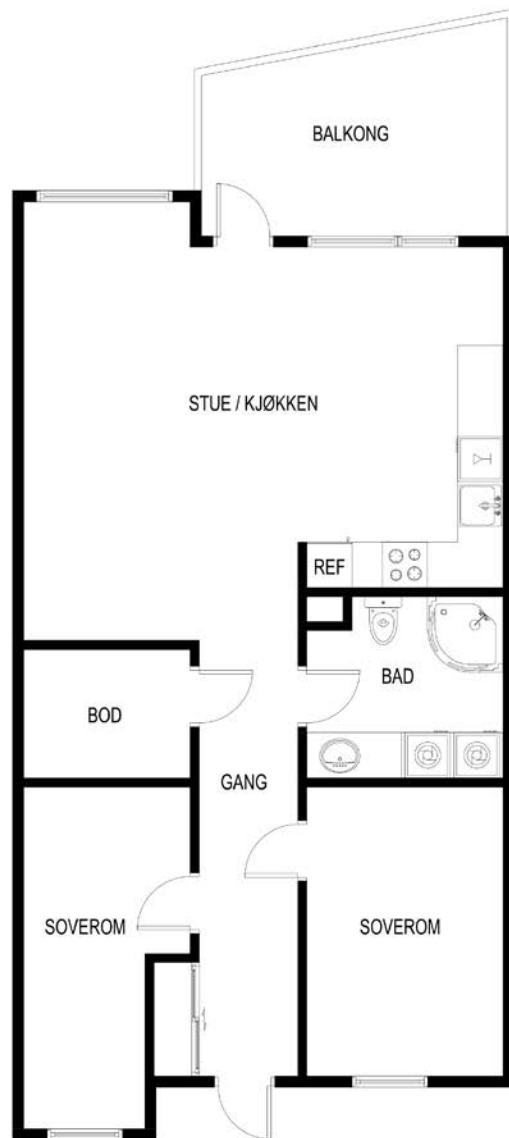 BALKONG
STUE / KJØKKEN
REF
BAD
BOD
GANG
SOVEROM
SOVEROM